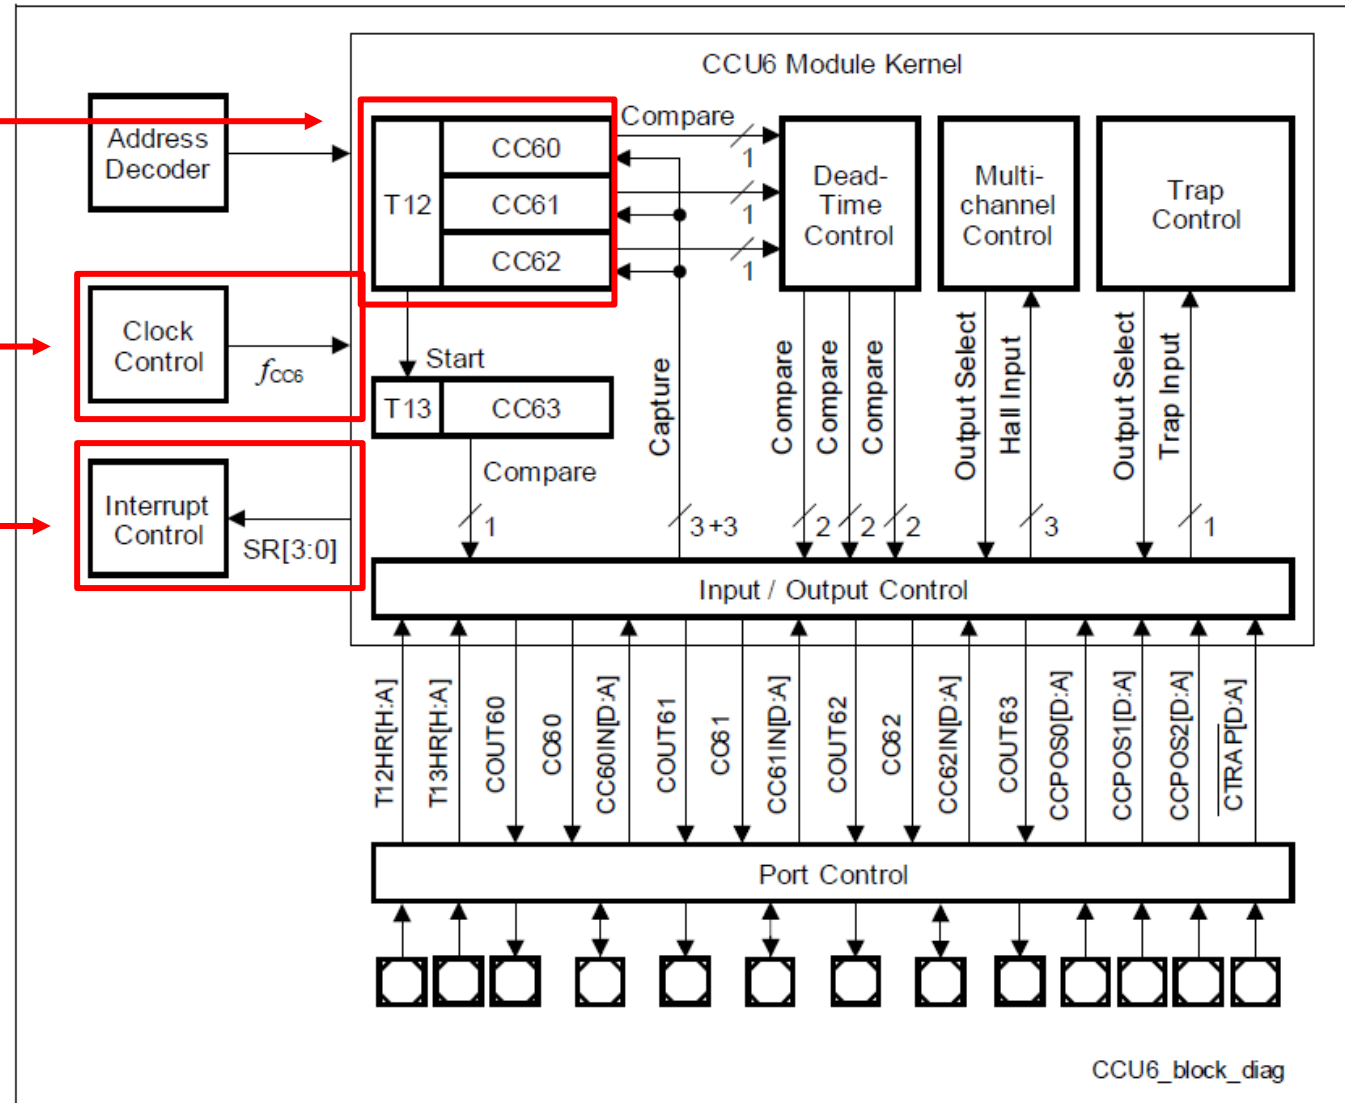 CCU6 Module Kernel
Address
Decoder
T12
CC60
CC61
CC62
Compare
1
1
1
Dead-
Time
Control
Multi-
channel
Control
Trap
Control
Clock
Control
fCC6
Start
T13
CC63
Compare
1
Capture
3+3
Compare
Compare
Compare
2
2
2
Output Select
Hall Input
3
Output Select
Trap Input
1
Interrupt
Control
SR[3:0]
Input / Output Control
T12HR[H:A]
T13HR[H:A]
COUT60
CC60
CC60IN[D:A]
COUT61
CC61
CC61IN[D:A]
COUT62
CC62
CC62IN[D:A]
COUT63
CCPOS0[D:A]
CCPOS1[D:A]
CCPOS2[D:A]
CTRAP[D:A]
Port Control
CCU6_block_diag